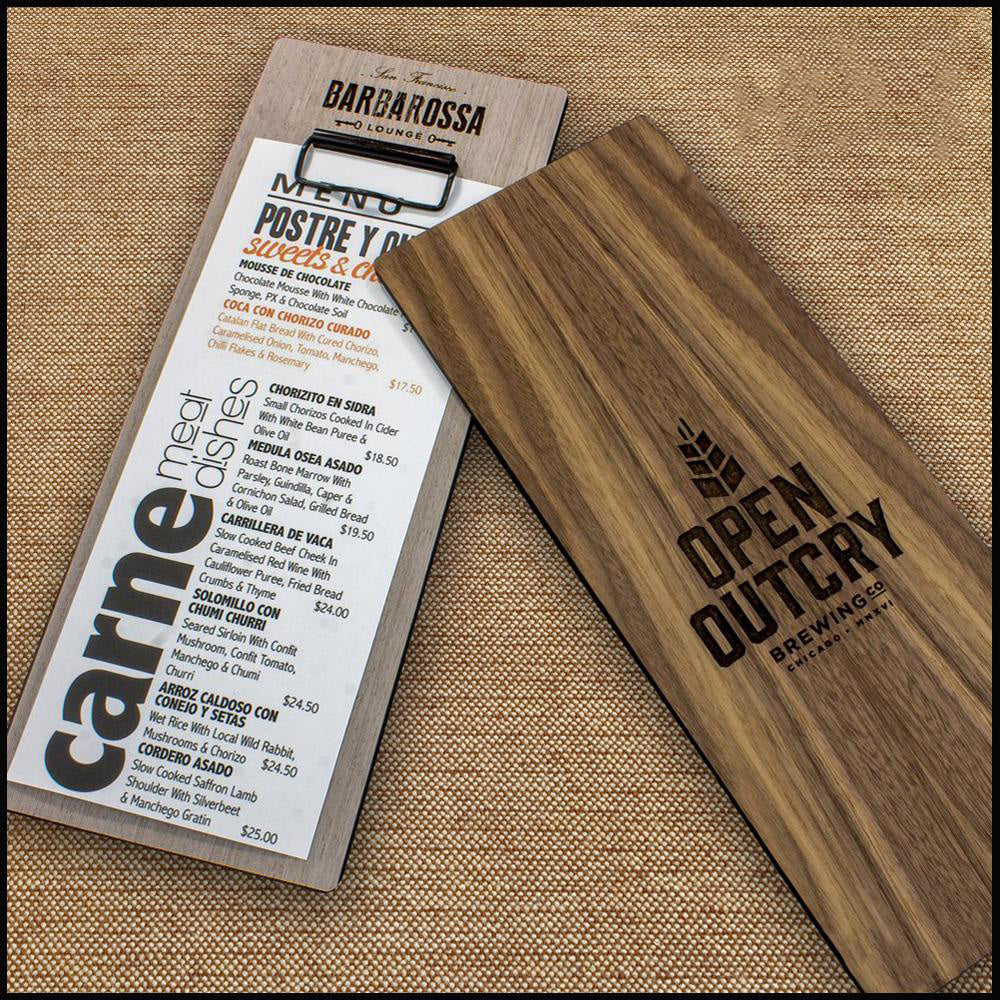 San Francisco
BARBAROSSA
LOUNGE
MENU
POSTRE Y
sweets &
MOUSSE DE CHOCOLATE
Chocolate Mousse With White Chocolate
Sponge, PX & Chocolate Soil
COCA CON CHORIZO CURADO
Catalan Flat Bread With Cured Chorizo,
Caramelised Onion, Tomato, Manchego,
Chilli Flakes & Rosemary
$17.50
carne
meat
dishes
CHORIZITO EN SIDRA
Small Chorizos Cooked In Cider
With White Bean Puree &
Olive Oil
$18.50
MEDULA OSEA ASADO
Roast Bone Marrow With
Parsley, Guindilla, Caper &
Cornichon Salad, Grilled Bread
& Olive Oil
$19.50
CARRILLERA DE VACA
Slow Cooked Beef Cheek In
Caramelised Red Wine With
Cauliflower Puree, Fried Bread
Crumbs & Thyme
$24.00
SOLOMILLO CON
CHUMI CHURRI
Seared Sirloin With Confit
Mushroom, Confit Tomato,
Manchego & Chumi
Churri
$24.50
ARROZ CALDOSO CON
CONEJO Y SETAS
Wet Rice With Local Wild Rabbit,
Mushrooms & Chorizo $24.50
CORDERO ASADO
Slow Cooked Saffron Lamb
Shoulder With Silverbeet
& Manchego Gratin
$25.00
OPEN
OUTCRY
BREWING CO
CHICAGO • MMXVI